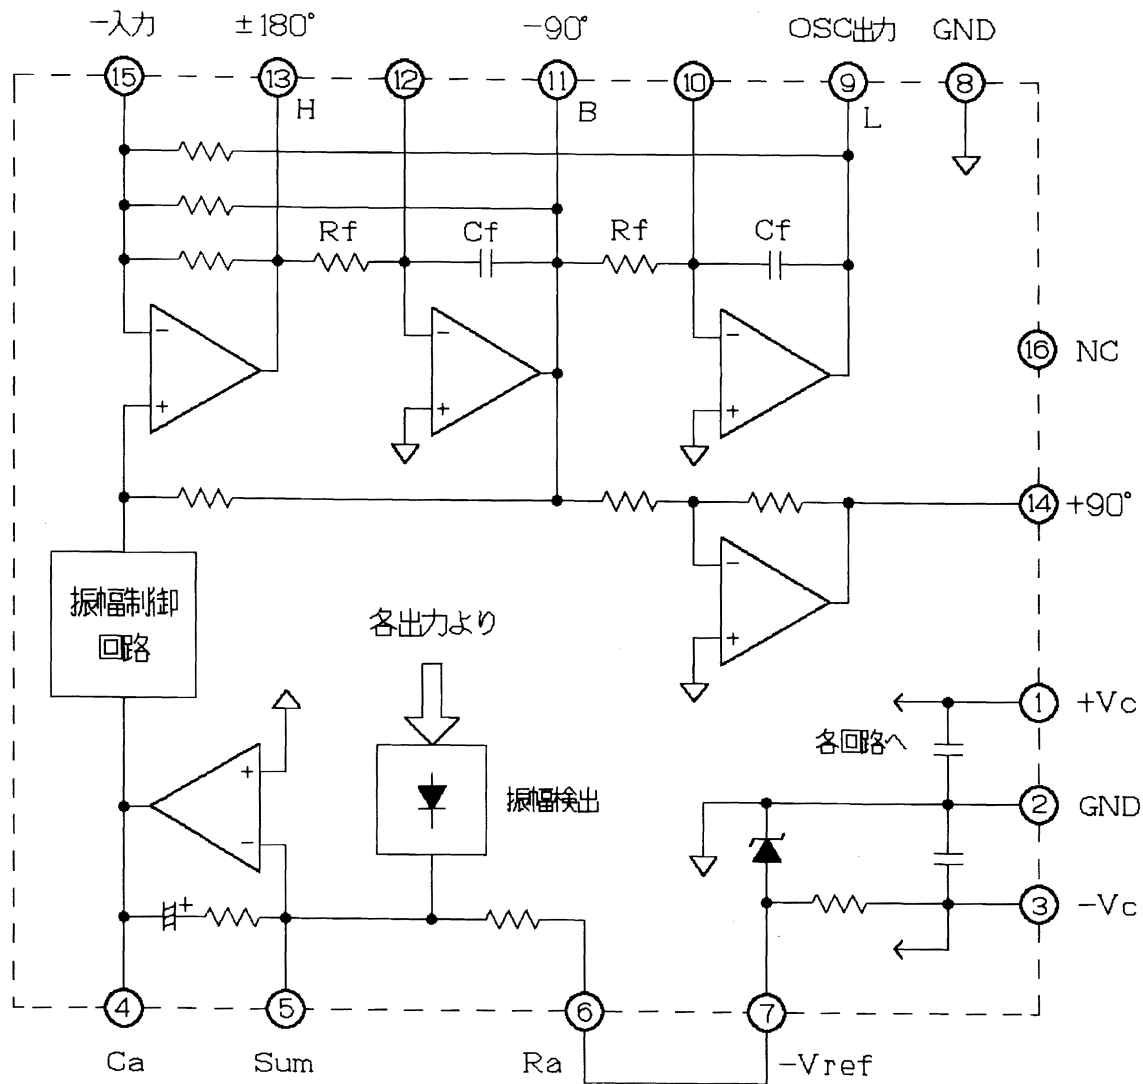 −入力 ±180° −90° OSC出力 GND
15 13 12 11 10 9 8
H B L
Rf Cf Rf Cf
− − −
16 NC
+ + +
14 +90°
−
振幅制御
回路
各出力より
+
1 +Vc
各回路へ
+
振幅検出
2 GND
−
3 −Vc
+
4 5 6 7
Ca Sum Ra −Vref